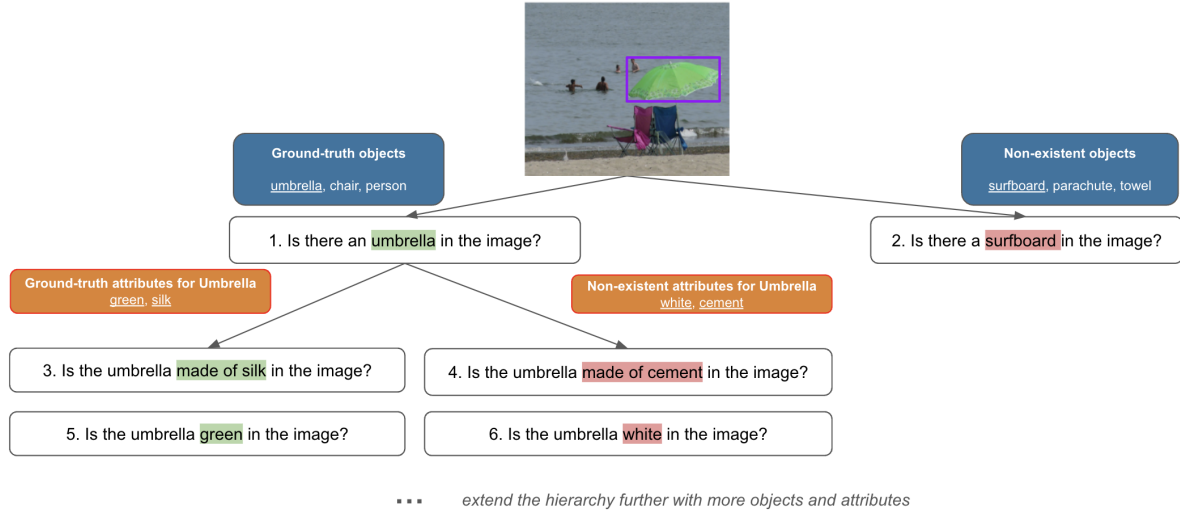 Ground-truth objects
umbrella, chair, person
Non-existent objects
surfboard, parachute, towel
1. Is there an umbrella in the image?
2. Is there a surfboard in the image?
Ground-truth attributes for Umbrella
green, silk
Non-existent attributes for Umbrella
white, cement
3. Is the umbrella made of silk in the image?
4. Is the umbrella made of cement in the image?
5. Is the umbrella green in the image?
6. Is the umbrella white in the image?
... extend the hierarchy further with more objects and attributes